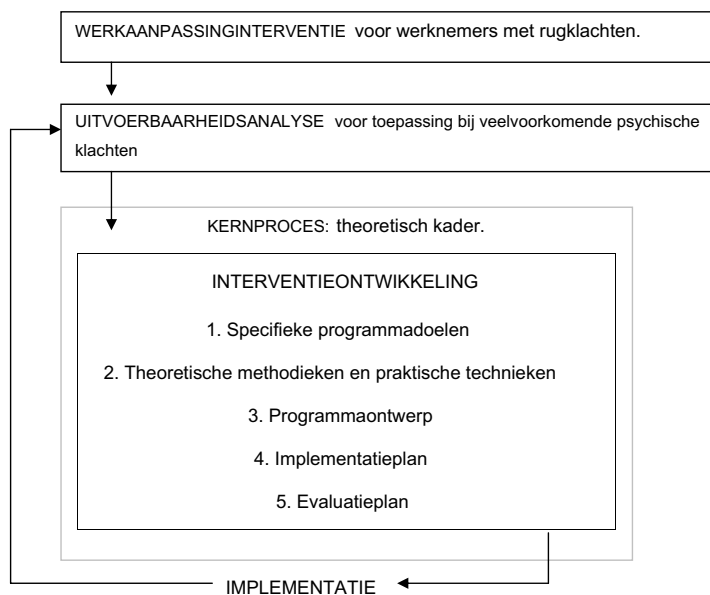 WERKAANPASSINGINTERVENTIE voor werknemers met rugklachten.
UITVOERBAARHEIDSANALYSE voor toepassing bij veelvoorkomende psychische
klachten
KERNPROCES: theoretisch kader.
INTERVENTIEONTWIKKELING
1. Specifieke programmadoelen
2. Theoretische methodieken en praktische technieken
3. Programmaontwerp
4. Implementatieplan
5. Evaluatieplan
IMPLEMENTATIE